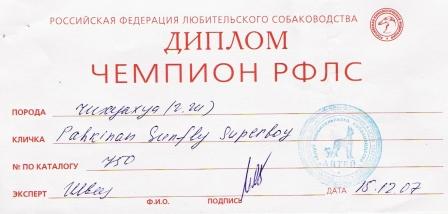 РОССИЙСКАЯ ФЕДЕРАЦИЯ ЛЮБИТЕЛЬСКОГО СОБАКОВОДСТВА
ДИПЛОМ
ЧЕМПИОН РФЛС
ПОРОДА Чихуахуа (г.ш)
КЛИЧКА Pahkinan Sunfly Superboy
№ ПО КАТАЛОГУ 750
ЭКСПЕРТ Швец
Ф.И.О. ПОДПИСЬ ДАТА 15.12.07